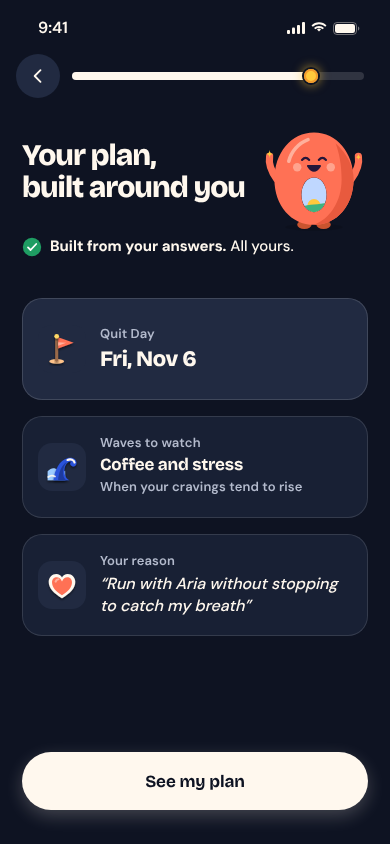 9:41
Your plan,
built around you
Built from your answers. All yours.
Quit Day
Fri, Nov 6
Waves to watch
Coffee and stress
When your cravings tend to rise
Your reason
“Run with Aria without stopping
to catch my breath”
See my plan